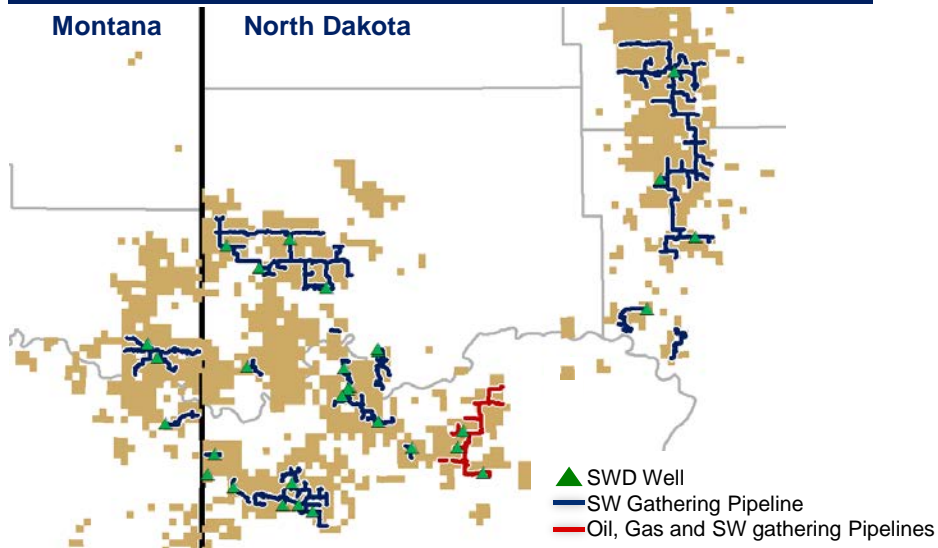 Montana
North Dakota
SWD Well
SW Gathering Pipeline
Oil, Gas and SW gathering Pipelines